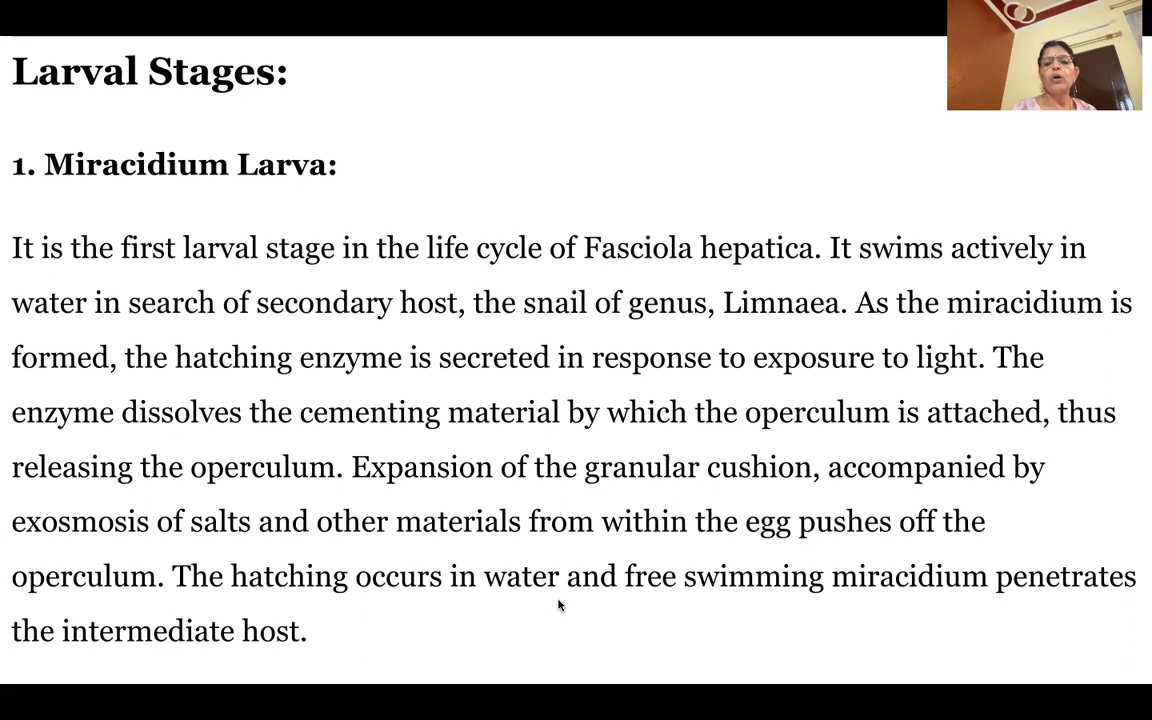 Larval Stages:
1. Miracidium Larva:
It is the first larval stage in the life cycle of Fasciola hepatica. It swims actively in
water in search of secondary host, the snail of genus, Limnaea. As the miracidium is
formed, the hatching enzyme is secreted in response to exposure to light. The
enzyme dissolves the cementing material by which the operculum is attached, thus
releasing the operculum. Expansion of the granular cushion, accompanied by
exosmosis of salts and other materials from within the egg pushes off the
operculum. The hatching occurs in water and free swimming miracidium penetrates
the intermediate host.